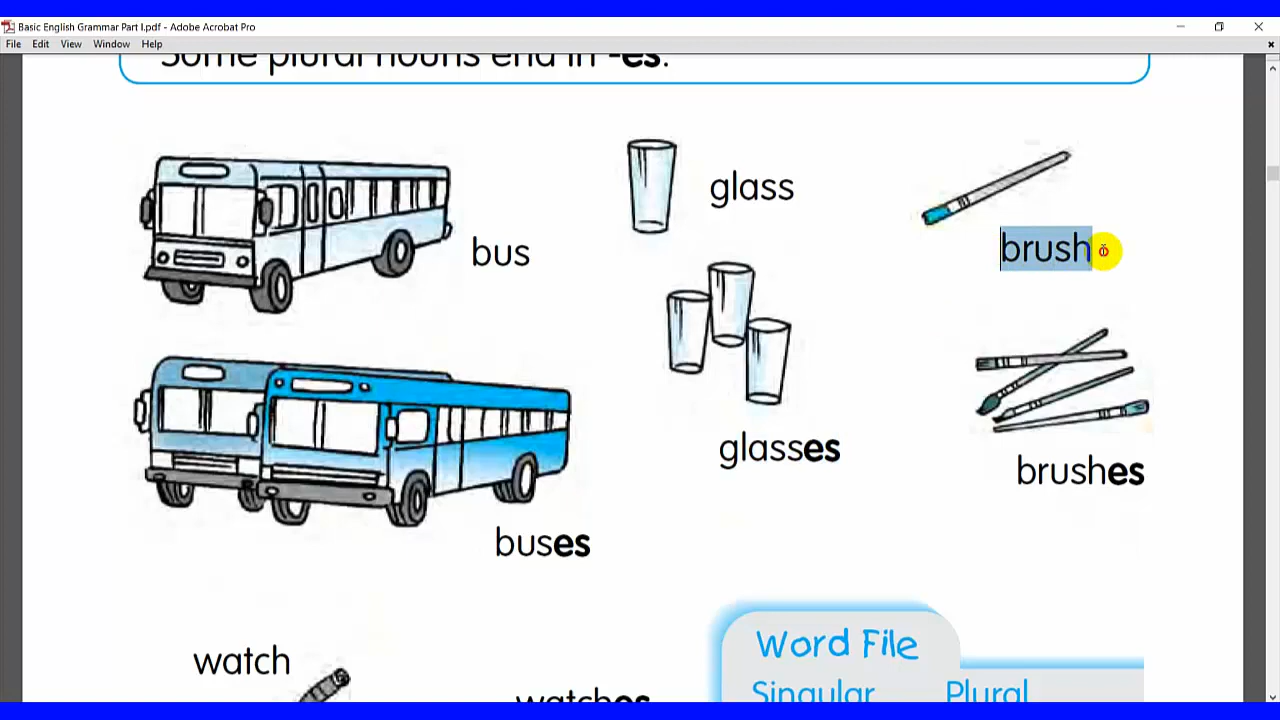 Basic English Grammar Part I.pdf - Adobe Acrobat Pro
File Edit View Window Help
Some plural nouns end in -es.
glass
brush
bus
glasses
brushes
buses
Word File
watch
Singular Plural
watches